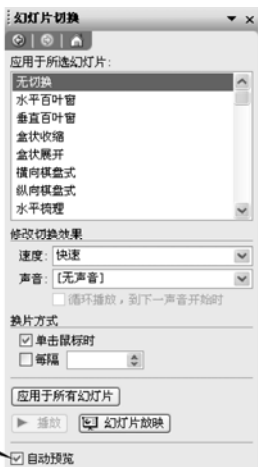 幻灯片切换
应用于所选幻灯片:
无切换
水平百叶窗
垂直百叶窗
盒状收缩
盒状展开
横向棋盘式
纵向棋盘式
水平梳理
修改切换效果
速度: 快速
声音: [无声音]
循环播放，到下一声音开始时
换片方式
单击鼠标时
每隔
应用于所有幻灯片
播放 幻灯片放映
自动预览